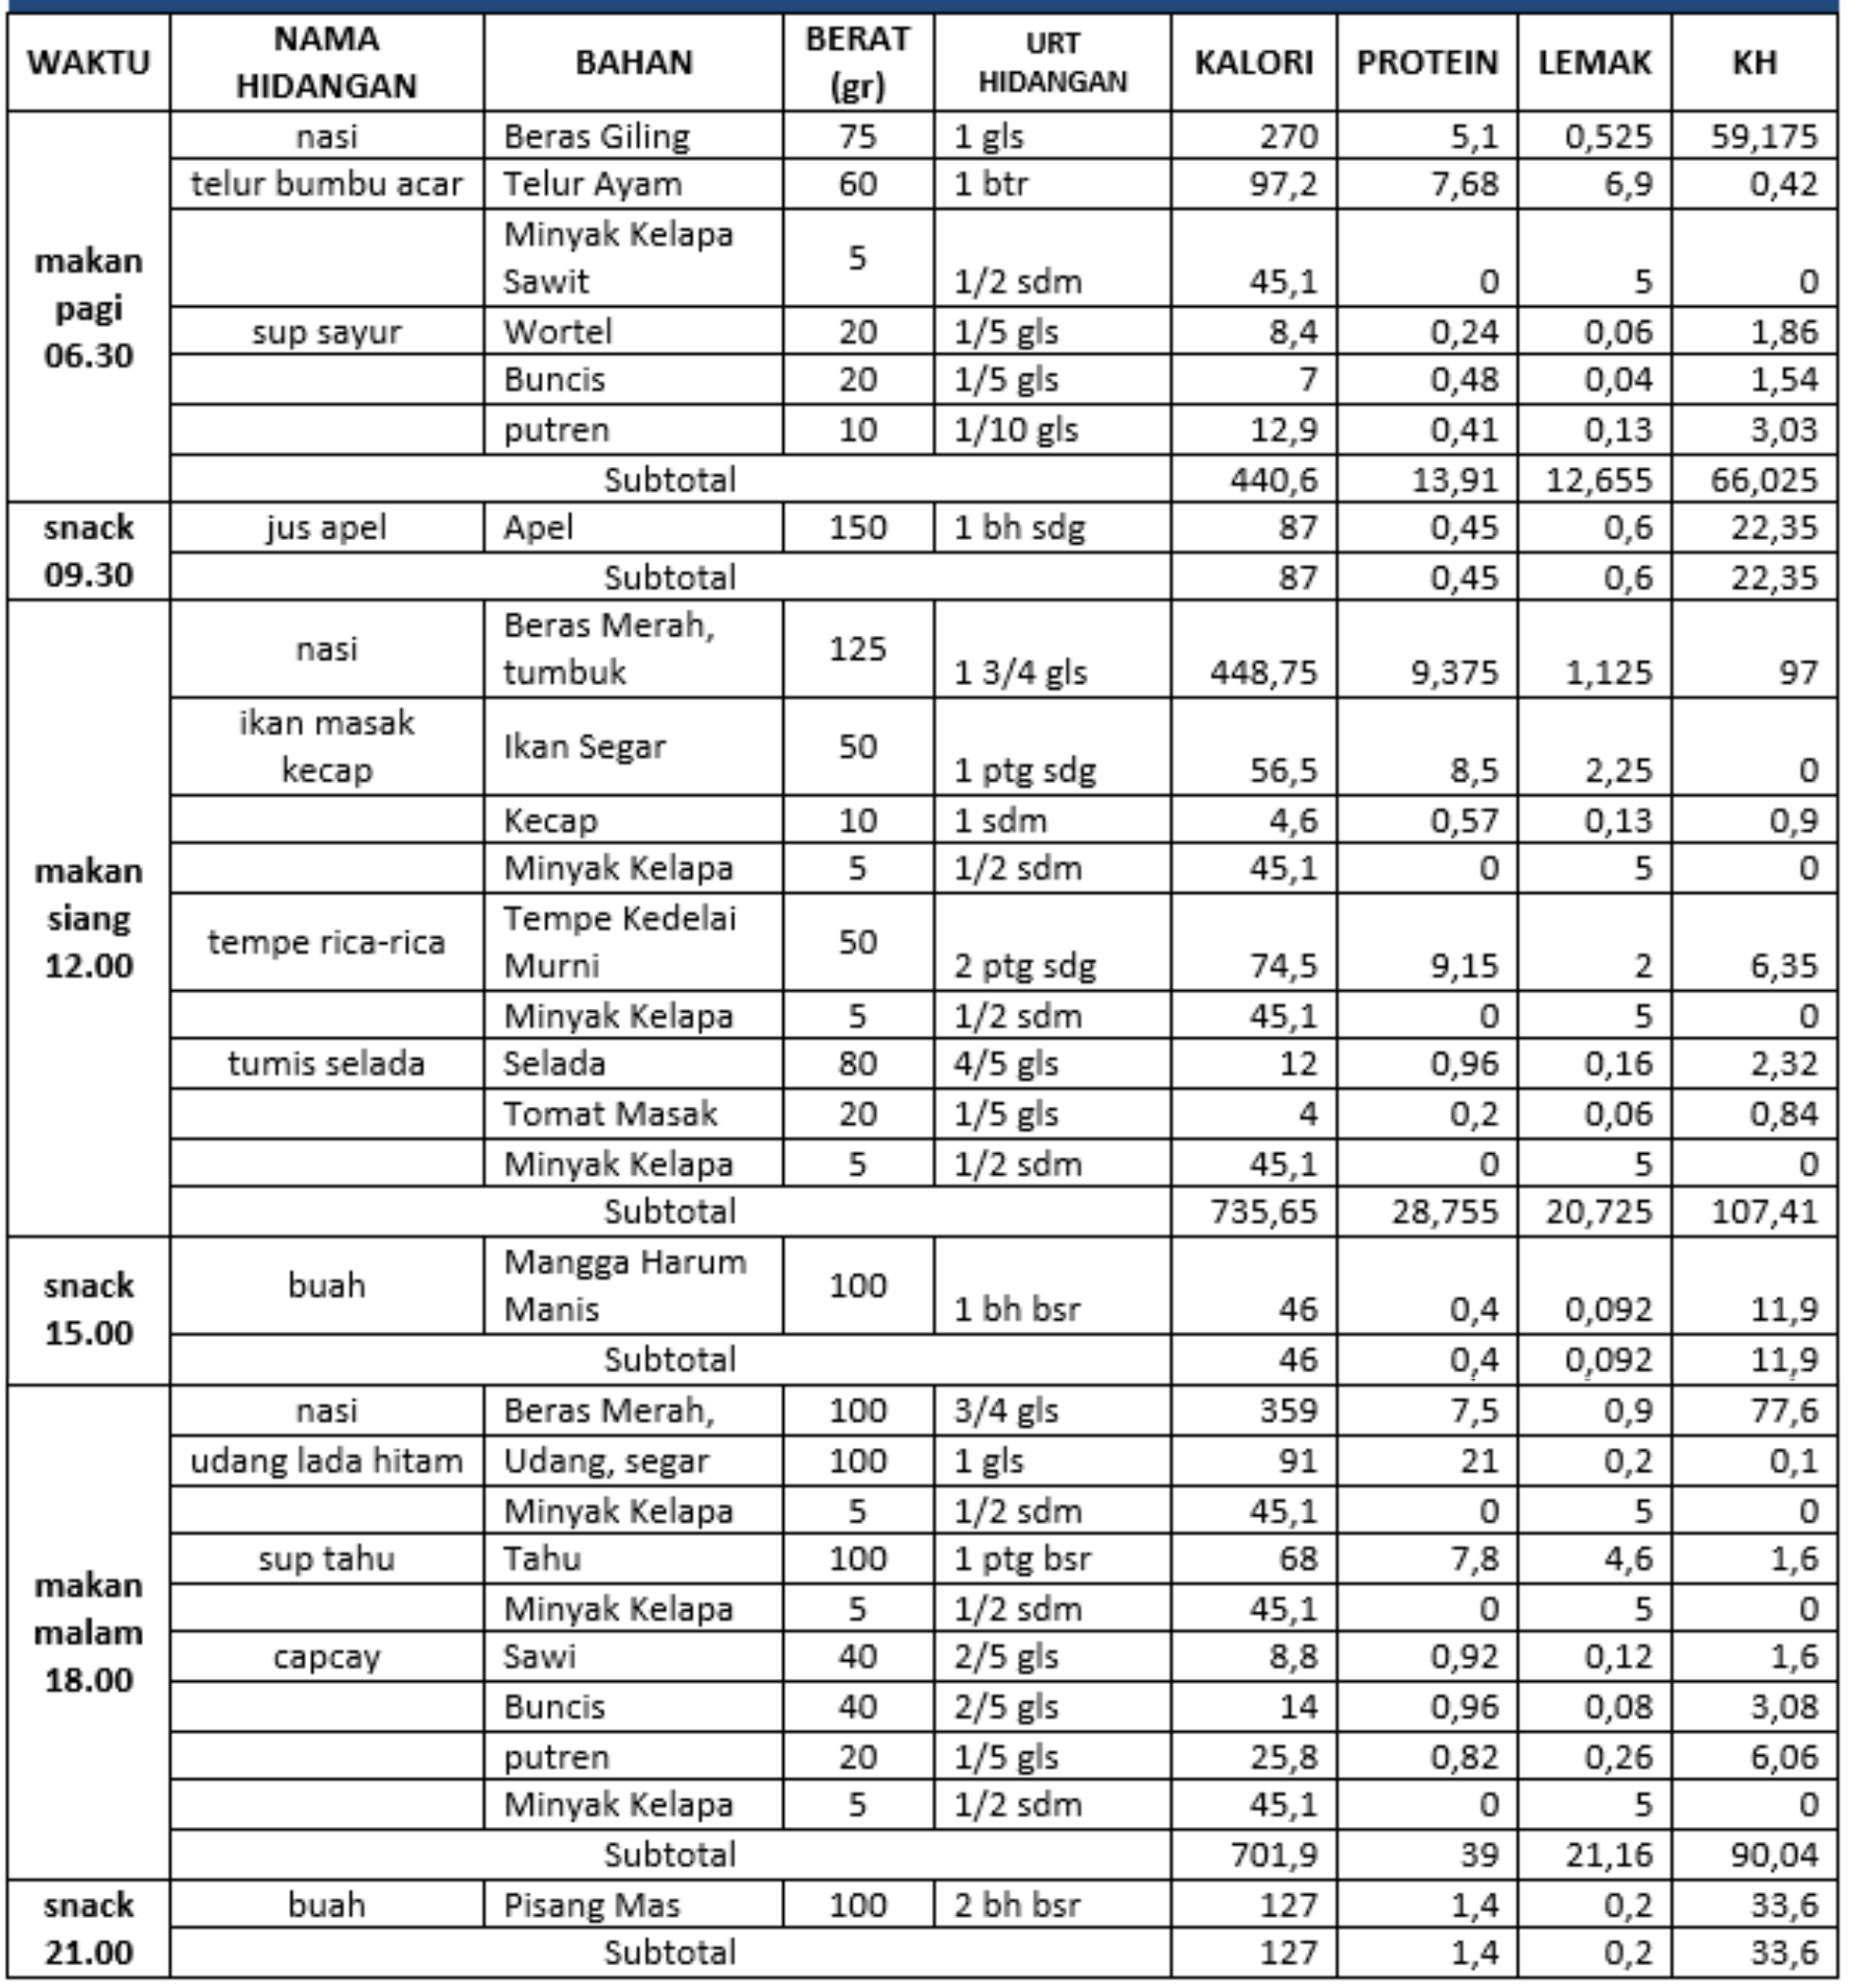 WAKTU NAMA HIDANGAN BAHAN BERAT (gr) URT HIDANGAN KALORI PROTEIN LEMAK KH
makan pagi 06.30
nasi Beras Giling 75 1 gls 270 5,1 0,525 59,175
telur bumbu acar Telur Ayam 60 1 btr 97,2 7,68 6,9 0,42
Minyak Kelapa Sawit 5 1/2 sdm 45,1 0 5 0
sup sayur Wortel 20 1/5 gls 8,4 0,24 0,06 1,86
Buncis 20 1/5 gls 7 0,48 0,04 1,54
putren 10 1/10 gls 12,9 0,41 0,13 3,03
Subtotal 440,6 13,91 12,655 66,025
snack 09.30
jus apel Apel 150 1 bh sdg 87 0,45 0,6 22,35
Subtotal 87 0,45 0,6 22,35
makan siang 12.00
nasi Beras Merah, tumbuk 125 1 3/4 gls 448,75 9,375 1,125 97
ikan masak kecap Ikan Segar 50 1 ptg sdg 56,5 8,5 2,25 0
Kecap 10 1 sdm 4,6 0,57 0,13 0,9
Minyak Kelapa 5 1/2 sdm 45,1 0 5 0
tempe rica-rica Tempe Kedelai Murni 50 2 ptg sdg 74,5 9,15 2 6,35
Minyak Kelapa 5 1/2 sdm 45,1 0 5 0
tumis selada Selada 80 4/5 gls 12 0,96 0,16 2,32
Tomat Masak 20 1/5 gls 4 0,2 0,06 0,84
Minyak Kelapa 5 1/2 sdm 45,1 0 5 0
Subtotal 735,65 28,755 20,725 107,41
snack 15.00
buah Mangga Harum Manis 100 1 bh bsr 46 0,4 0,092 11,9
Subtotal 46 0,4 0,092 11,9
makan malam 18.00
nasi Beras Merah, 100 3/4 gls 359 7,5 0,9 77,6
udang lada hitam Udang, segar 100 1 gls 91 21 0,2 0,1
Minyak Kelapa 5 1/2 sdm 45,1 0 5 0
sup tahu Tahu 100 1 ptg bsr 68 7,8 4,6 1,6
Minyak Kelapa 5 1/2 sdm 45,1 0 5 0
capcay Sawi 40 2/5 gls 8,8 0,92 0,12 1,6
Buncis 40 2/5 gls 14 0,96 0,08 3,08
putren 20 1/5 gls 25,8 0,82 0,26 6,06
Minyak Kelapa 5 1/2 sdm 45,1 0 5 0
Subtotal 701,9 39 21,16 90,04
snack 21.00
buah Pisang Mas 100 2 bh bsr 127 1,4 0,2 33,6
Subtotal 127 1,4 0,2 33,6